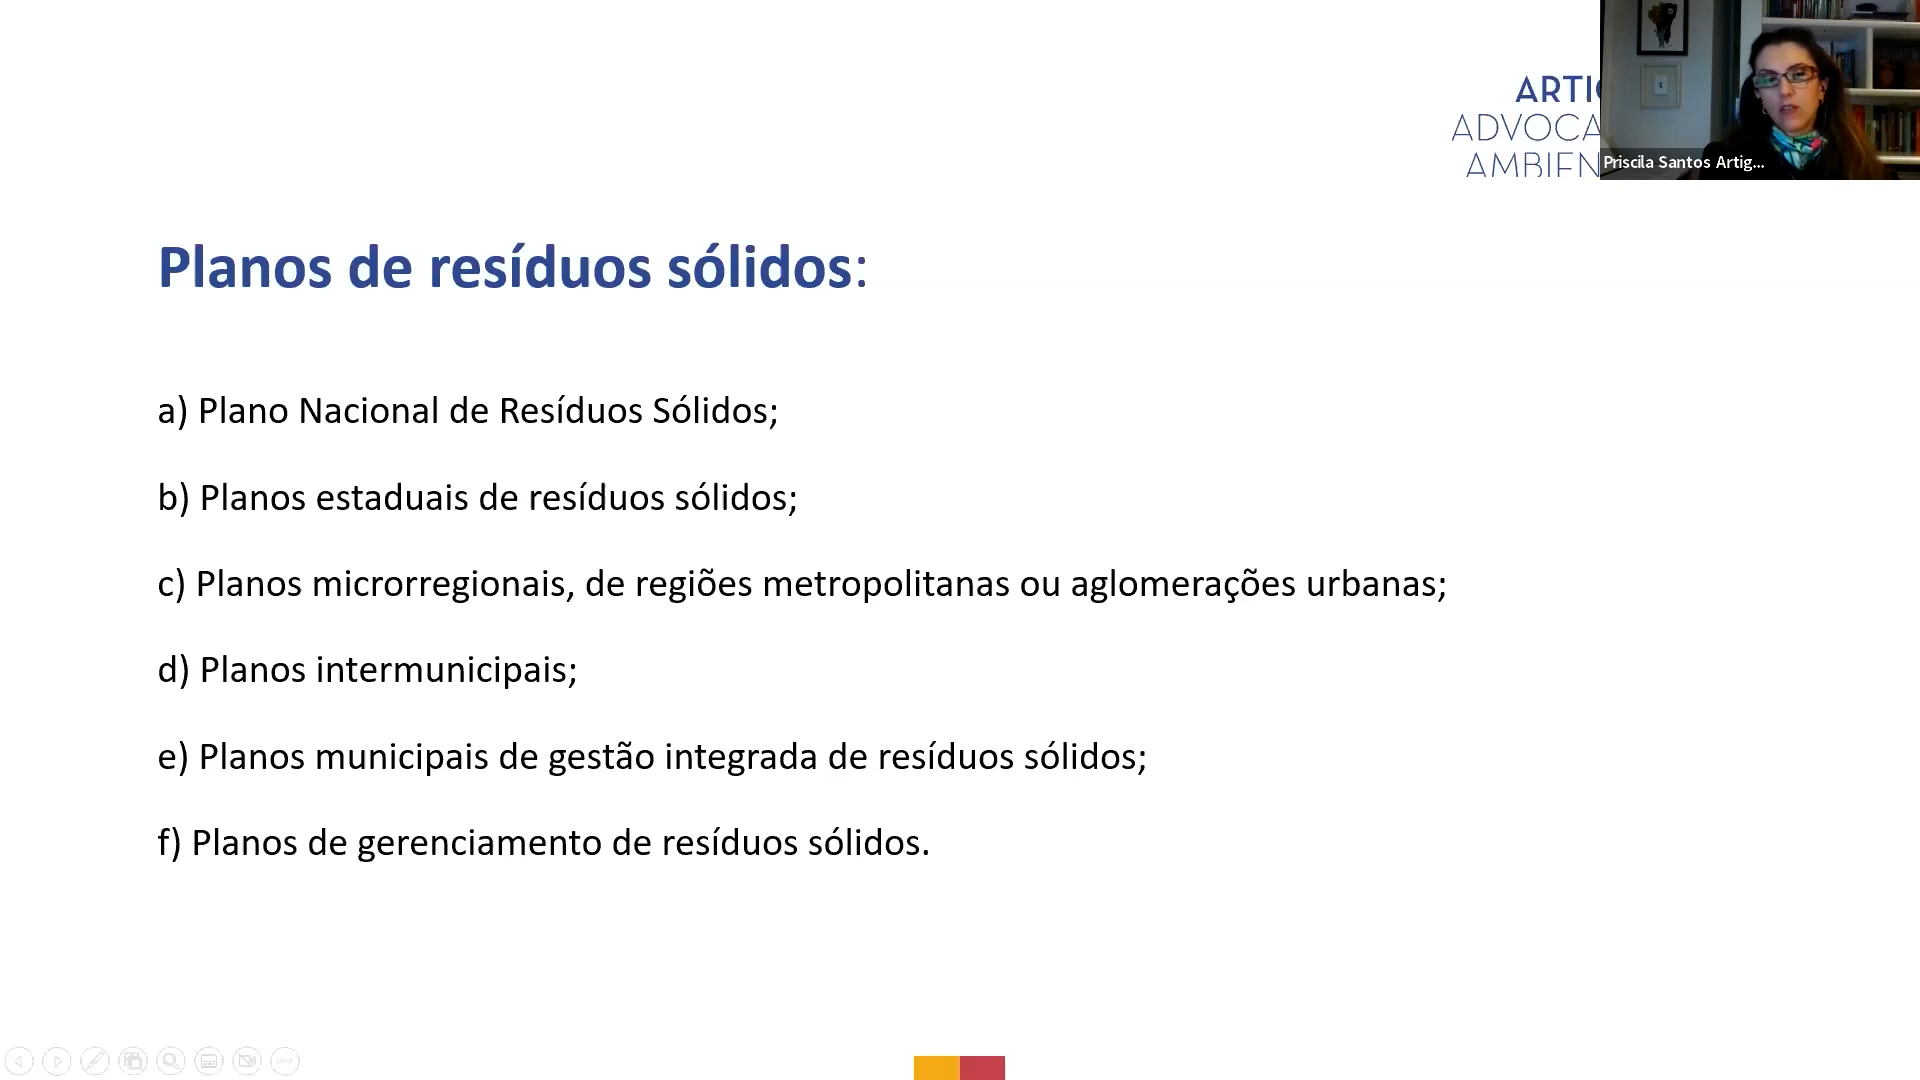 ARTI
ADVOCA
AMBIEN
Priscila Santos Artig...
Planos de resíduos sólidos:
a) Plano Nacional de Resíduos Sólidos;
b) Planos estaduais de resíduos sólidos;
c) Planos microrregionais, de regiões metropolitanas ou aglomerações urbanas;
d) Planos intermunicipais;
e) Planos municipais de gestão integrada de resíduos sólidos;
f) Planos de gerenciamento de resíduos sólidos.